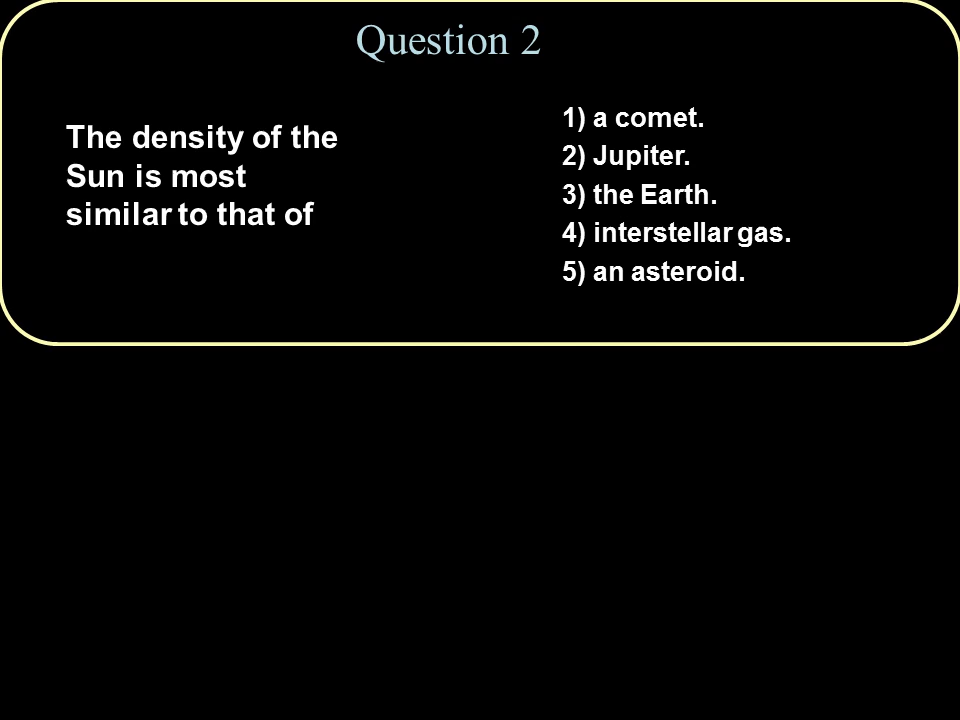 Question 2
The density of the
Sun is most
similar to that of
1) a comet.
2) Jupiter.
3) the Earth.
4) interstellar gas.
5) an asteroid.